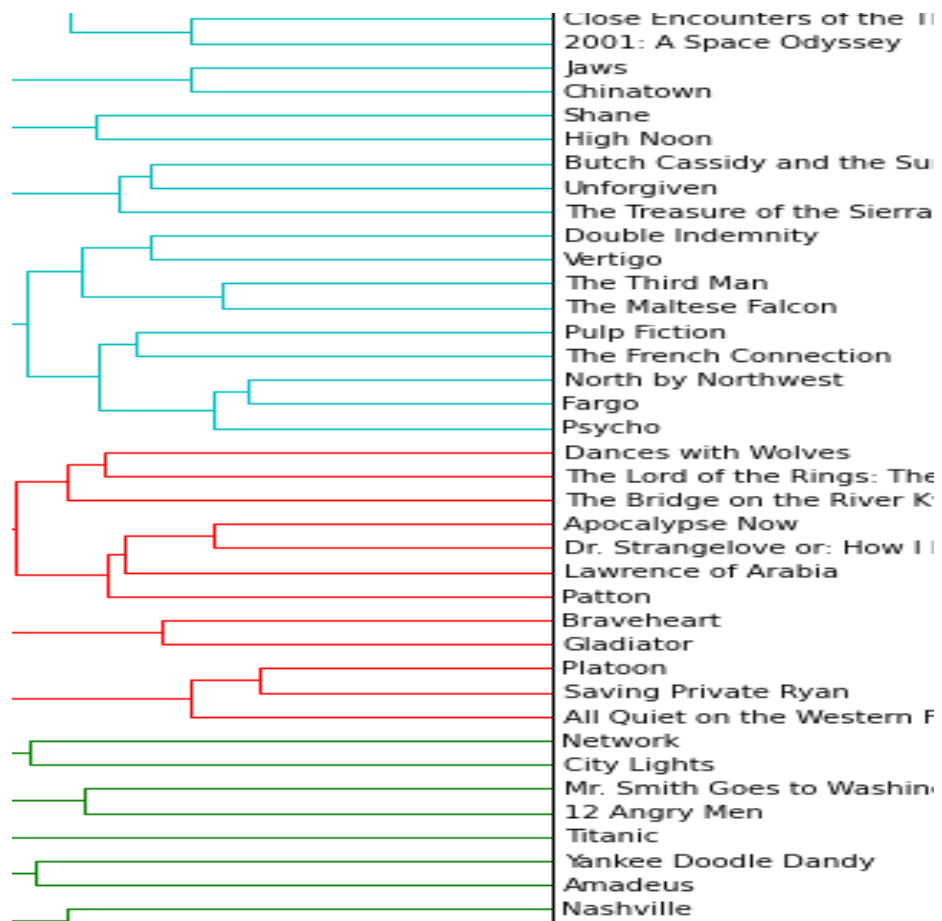 Close Encounters of the
2001: A Space Odyssey
Jaws
Chinatown
Shane
High Noon
Butch Cassidy and the
Unforgiven
The Treasure of the Sierra
Double Indemnity
Vertigo
The Third Man
The Maltese Falcon
Pulp Fiction
The French Connection
North by Northwest
Fargo
Psycho
Dances with Wolves
The Lord of the Rings: The
The Bridge on the River
Apocalypse Now
Dr. Strangelove or: How I
Lawrence of Arabia
Patton
Braveheart
Gladiator
Platoon
Saving Private Ryan
All Quiet on the Western
Network
City Lights
Mr. Smith Goes to
12 Angry Men
Titanic
Yankee Doodle Dandy
Amadeus
Nashville